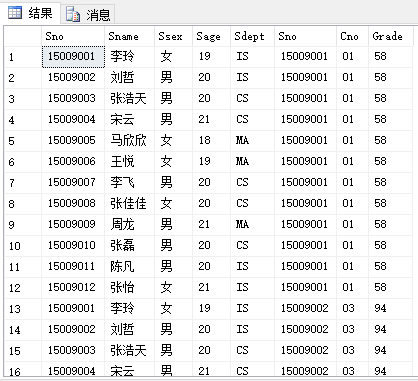 结果 消息
Sno Sname Ssex Sage Sdept Sno Cno Grade
1 15009001 李玲 女 19 IS 15009001 01 58
2 15009002 刘哲 男 20 IS 15009001 01 58
3 15009003 张浩天 男 20 CS 15009001 01 58
4 15009004 宋云 男 21 CS 15009001 01 58
5 15009005 马欣欣 女 18 MA 15009001 01 58
6 15009006 王悦 女 19 MA 15009001 01 58
7 15009007 李飞 男 20 CS 15009001 01 58
8 15009008 张佳佳 女 20 CS 15009001 01 58
9 15009009 周龙 男 21 MA 15009001 01 58
10 15009010 张磊 男 20 CS 15009001 01 58
11 15009011 陈凡 男 20 IS 15009001 01 58
12 15009012 张怡 女 21 IS 15009001 01 58
13 15009001 李玲 女 19 IS 15009002 03 94
14 15009002 刘哲 男 20 IS 15009002 03 94
15 15009003 张浩天 男 20 CS 15009002 03 94
16 15009004 宋云 男 21 CS 15009002 03 94